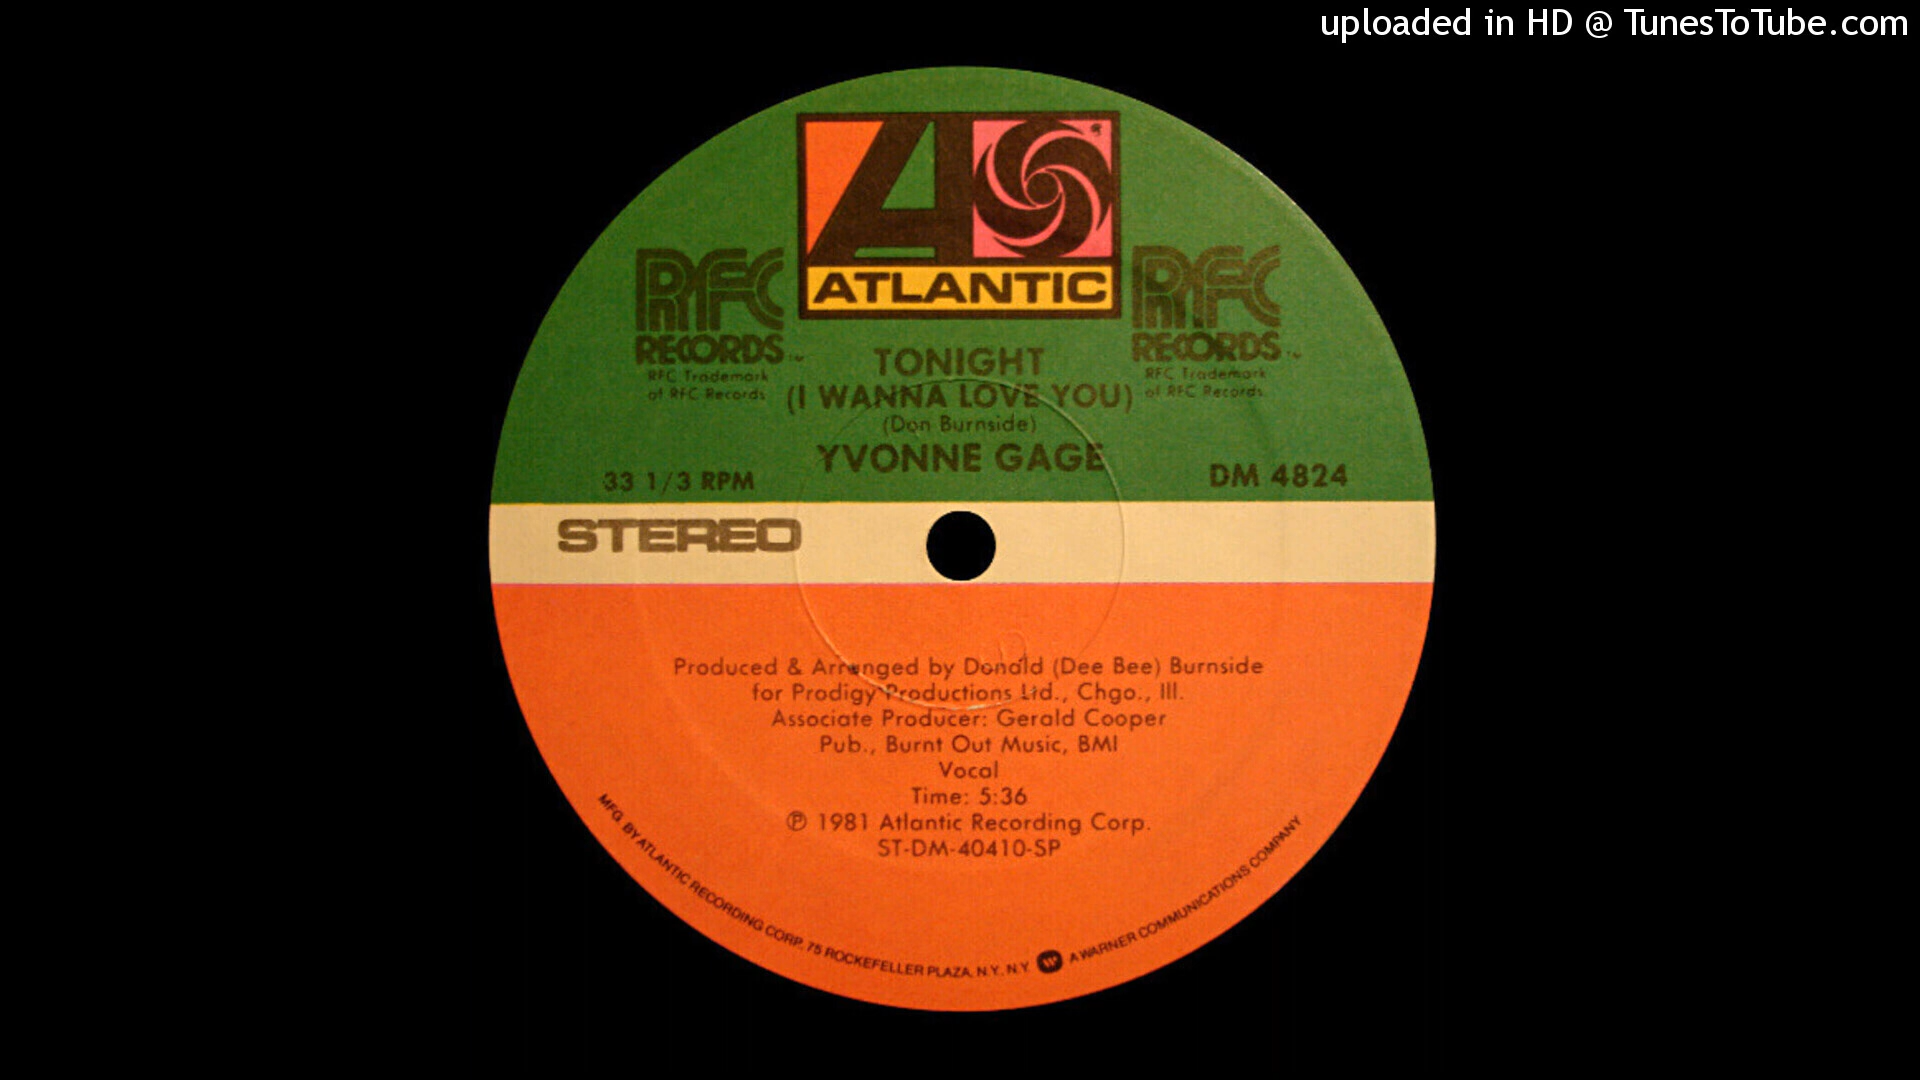 uploaded in HD @ TunesToTube.com
ATLANTIC
RFC
RECORDS™
RFC Trademark
of RFC Records
RFC
RECORDS™
RFC Trademark
of RFC Records
TONIGHT
(I WANNA LOVE YOU)
(Don Burnside)
YVONNE GAGE
33 1/3 RPM
DM 4824
STEREO
Produced & Arranged by Donald (Dee Bee) Burnside
for Prodigy Productions Ltd., Chgo., Ill.
Associate Producer: Gerald Cooper
Pub., Burnt Out Music, BMI
Vocal
Time: 5:36
℗ 1981 Atlantic Recording Corp.
ST-DM-40410-SP
MFG. BY ATLANTIC RECORDING CORP., 75 ROCKEFELLER PLAZA, N.Y., N.Y. A WARNER COMMUNICATIONS COMPANY